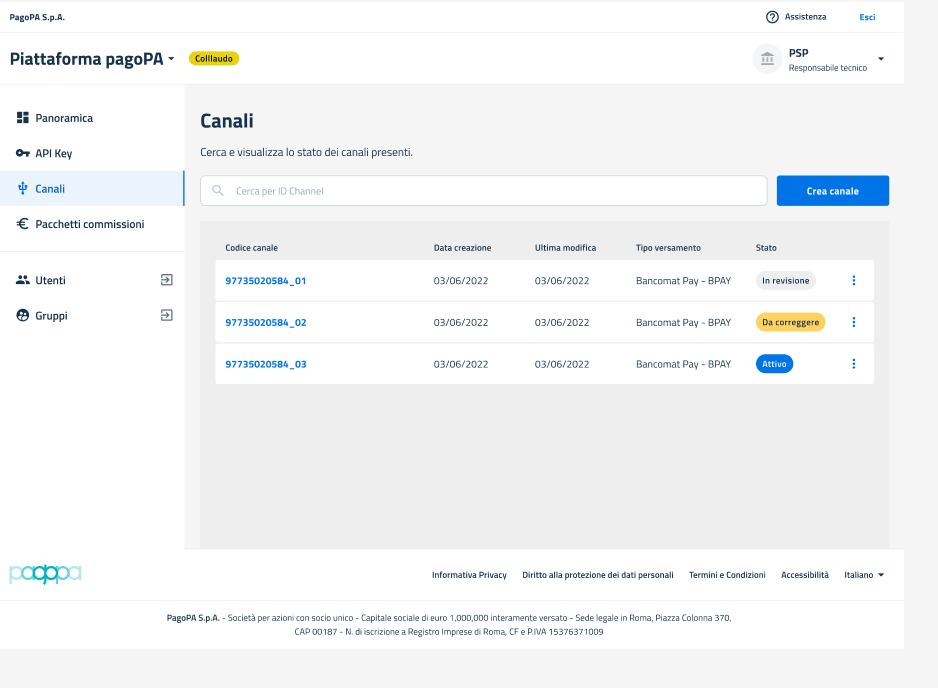 PagoPA S.p.A.
Assistenza
Esci
Piattaforma pagoPA
Colllaudo
PSP
Responsabile tecnico
Panoramica
API Key
Canali
Pacchetti commissioni
Utenti
Gruppi
Canali
Cerca e visualizza lo stato dei canali presenti.
Cerca per ID Channel
Crea canale
Codice canale Data creazione Ultima modifica Tipo versamento Stato
97735020584_01 03/06/2022 03/06/2022 Bancomat Pay - BPAY In revisione
97735020584_02 03/06/2022 03/06/2022 Bancomat Pay - BPAY Da correggere
97735020584_03 03/06/2022 03/06/2022 Bancomat Pay - BPAY Attivo
pagopa
Informativa Privacy Diritto alla protezione dei dati personali Termini e Condizioni Accessibilità Italiano
PagoPA S.p.A. - Società per azioni con socio unico - Capitale sociale di euro 1,000,000 interamente versato - Sede legale in Roma, Piazza Colonna 370,
CAP 00187 - N. di iscrizione a Registro Imprese di Roma, CF e P.IVA 15376371009